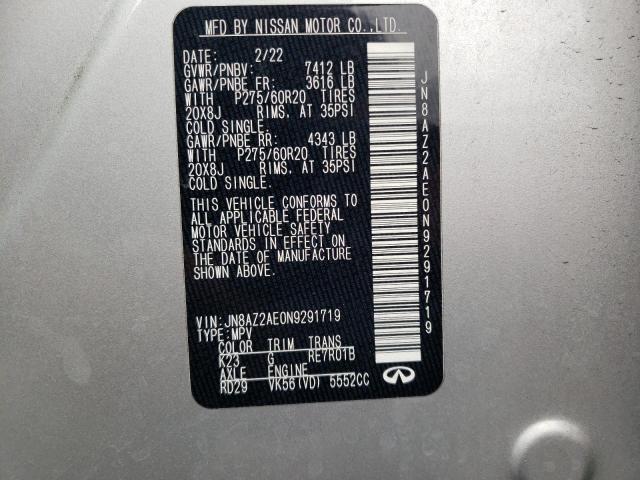 MFD BY NISSAN MOTOR CO.,LTD.
DATE: 2/22
GVWR/PNBV: 7412 LB
GAWR/PNBE FR: 3616 LB
WITH P275/60R20 TIRES
20X8J RIMS. AT 35PSI
COLD SINGLE.
GAWR/PNBE RR: 4343 LB
WITH P275/60R20 TIRES
20X8J RIMS. AT 35PSI
COLD SINGLE.
THIS VEHICLE CONFORMS TO
ALL APPLICABLE FEDERAL
MOTOR VEHICLE SAFETY
STANDARDS IN EFFECT ON
THE DATE OF MANUFACTURE
SHOWN ABOVE.
VIN: JN8AZ2AE0N9291719
TYPE: MPV
COLOR TRIM TRANS
K23 G RE7R01B
AXLE ENGINE
RD29 VK56(VD) 5552CC
JN8AZ2AE0N9291719